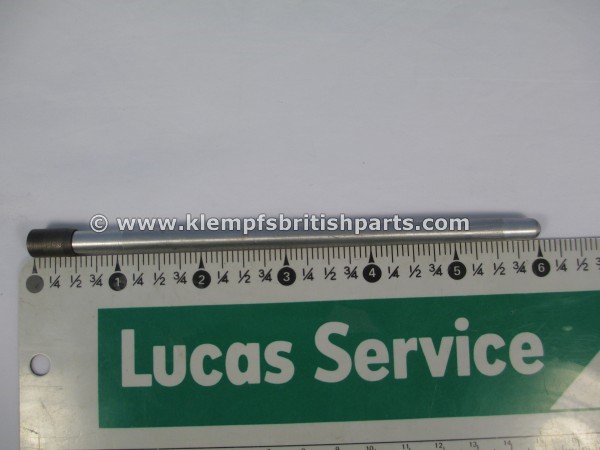 © www.klempfsbritishparts.com
¼ ½ ¾ 1 ¼ ½ ¾ 2 ¼ ½ ¾ 3 ¼ ½ ¾ 4 ¼ ½ ¾ 5 ¼ ½ ¾ 6 ¼ ½
Lucas Service